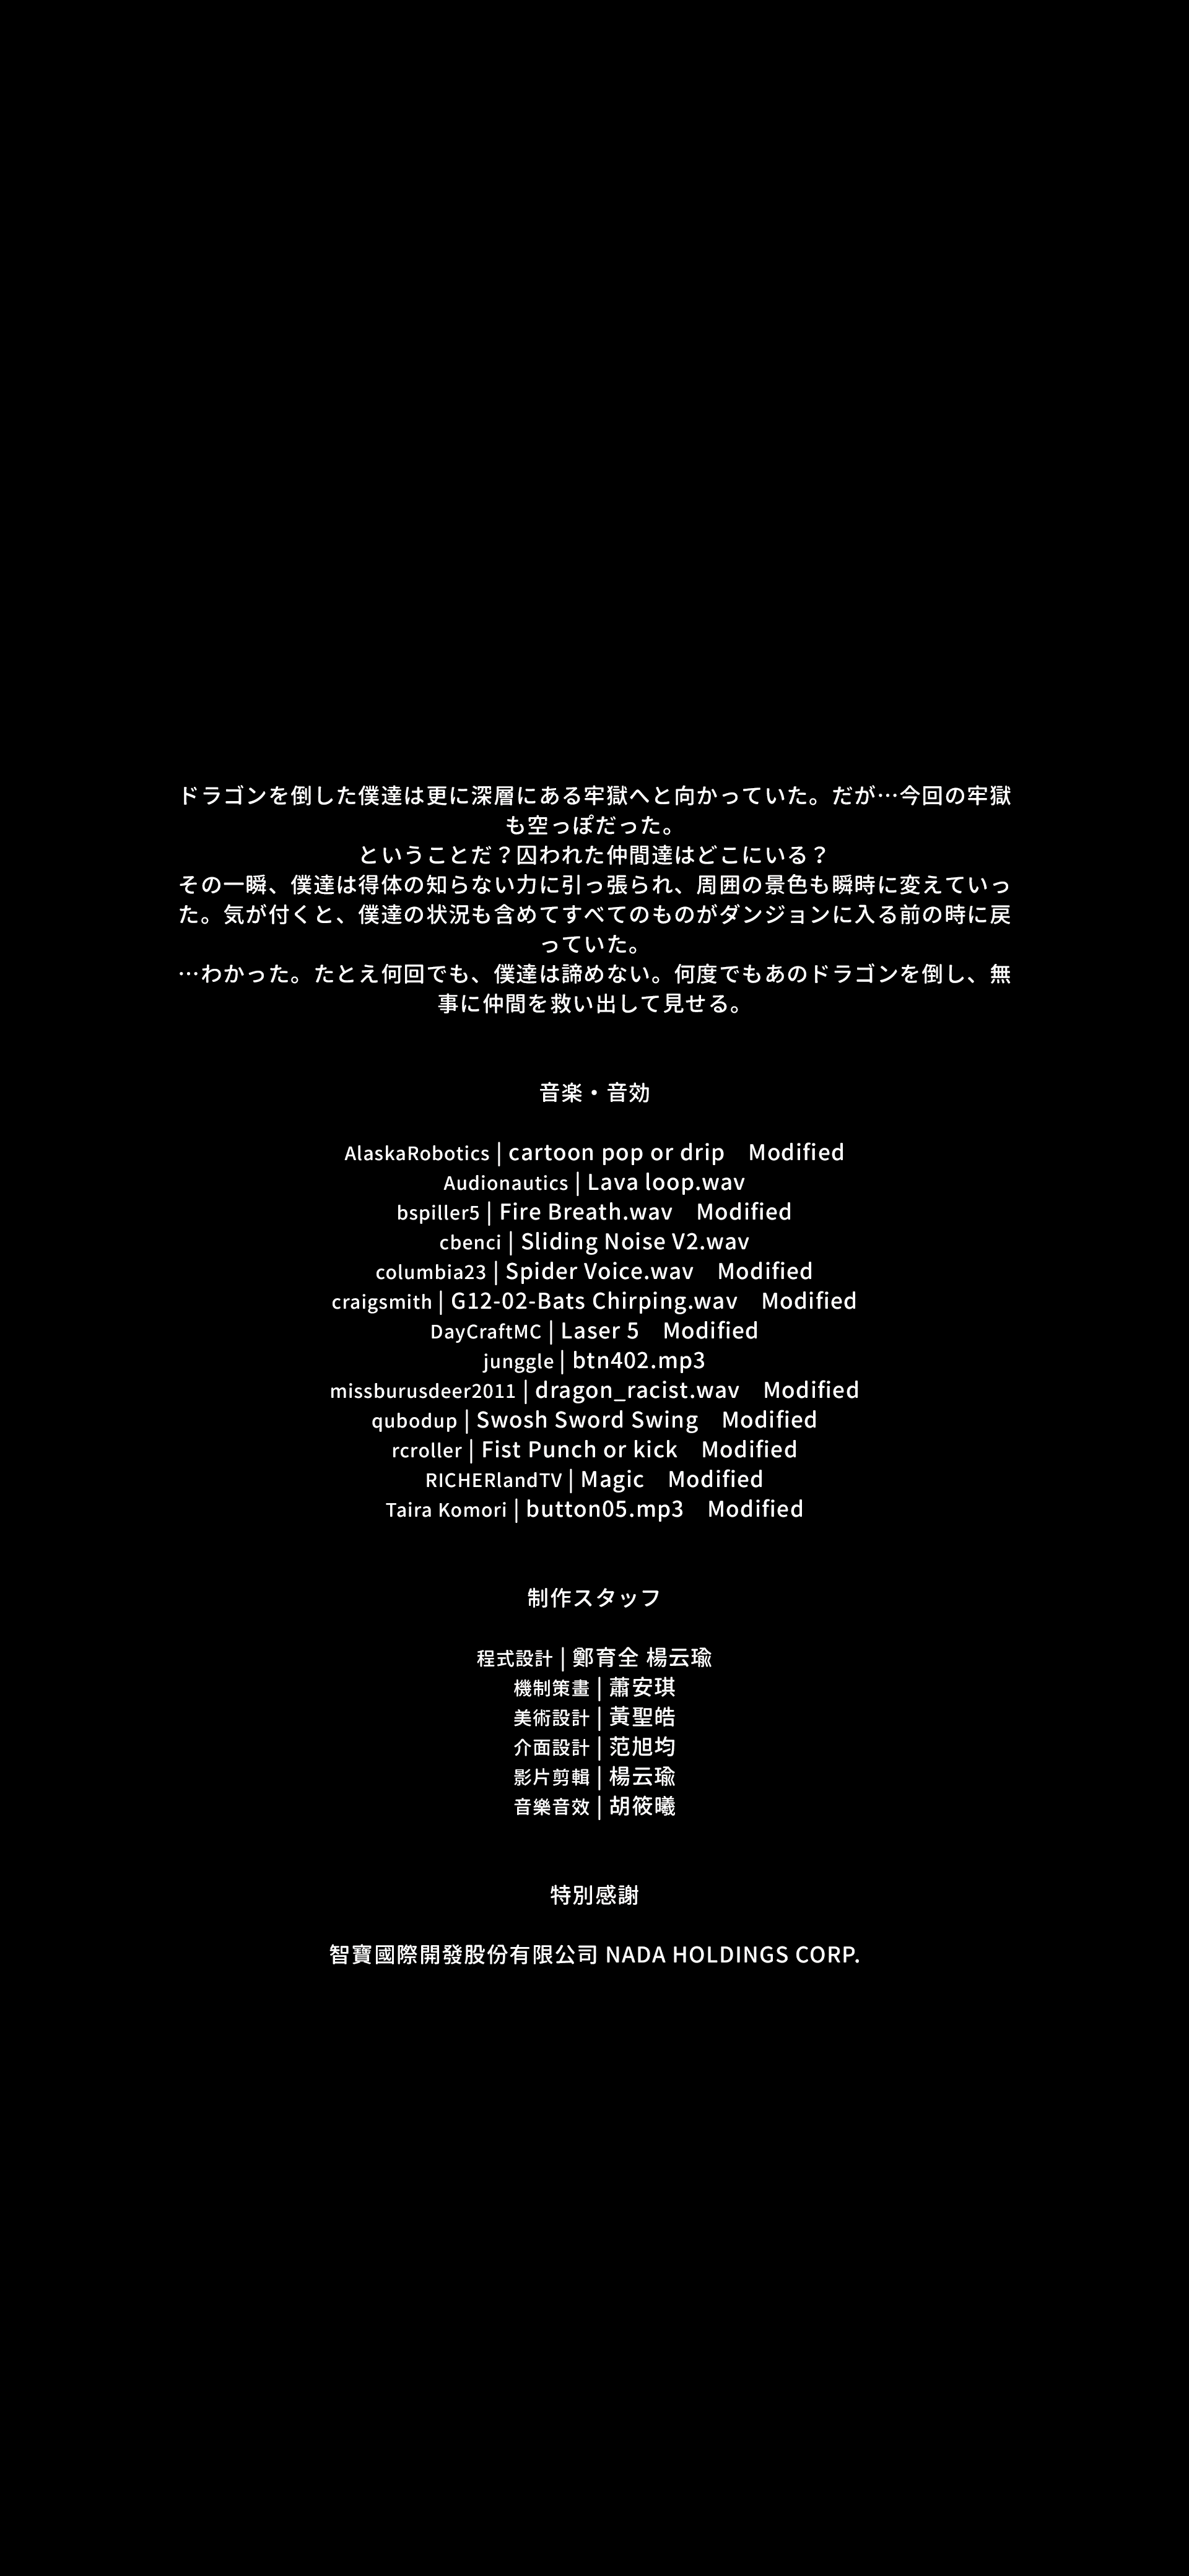 ドラゴンを倒した僕達は更に深層にある牢獄へと向かっていた。だが…今回の牢獄
も空っぽだった。
ということだ？囚われた仲間達はどこにいる？
その一瞬、僕達は得体の知らない力に引っ張られ、周囲の景色も瞬時に変えていっ
た。気が付くと、僕達の状況も含めてすべてのものがダンジョンに入る前の時に戻
っていた。
…わかった。たとえ何回でも、僕達は諦めない。何度でもあのドラゴンを倒し、無
事に仲間を救い出して見せる。
音楽・音効
AlaskaRobotics | cartoon pop or drip　Modified
Audionautics | Lava loop.wav
bspiller5 | Fire Breath.wav　Modified
cbenci | Sliding Noise V2.wav
columbia23 | Spider Voice.wav　Modified
craigsmith | G12-02-Bats Chirping.wav　Modified
DayCraftMC | Laser 5　Modified
junggle | btn402.mp3
missburusdeer2011 | dragon_racist.wav　Modified
qubodup | Swosh Sword Swing　Modified
rcroller | Fist Punch or kick　Modified
RICHERlandTV | Magic　Modified
Taira Komori | button05.mp3　Modified
制作スタッフ
程式設計 | 鄭育全 楊云瑜
機制策畫 | 蕭安琪
美術設計 | 黃聖皓
介面設計 | 范旭均
影片剪輯 | 楊云瑜
音樂音效 | 胡筱曦
特別感謝
智寶國際開發股份有限公司 NADA HOLDINGS CORP.